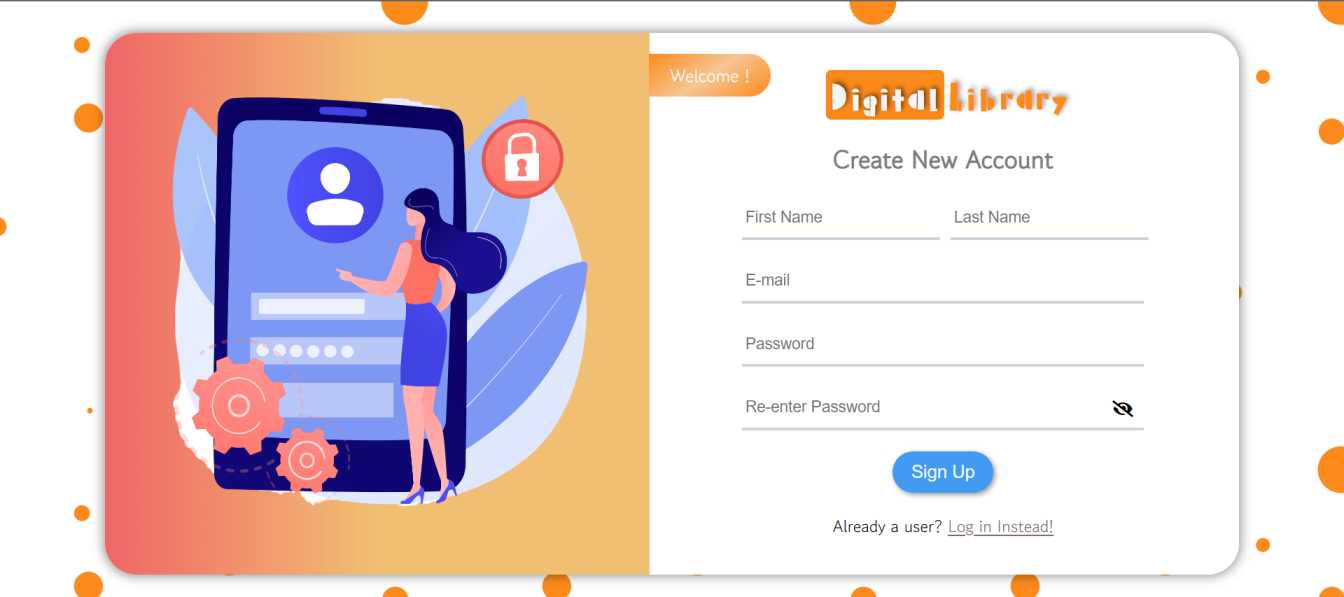 Welcome !
Digital Library
Create New Account
First Name Last Name
E-mail
Password
Re-enter Password
Sign Up
Already a user? Log in Instead!